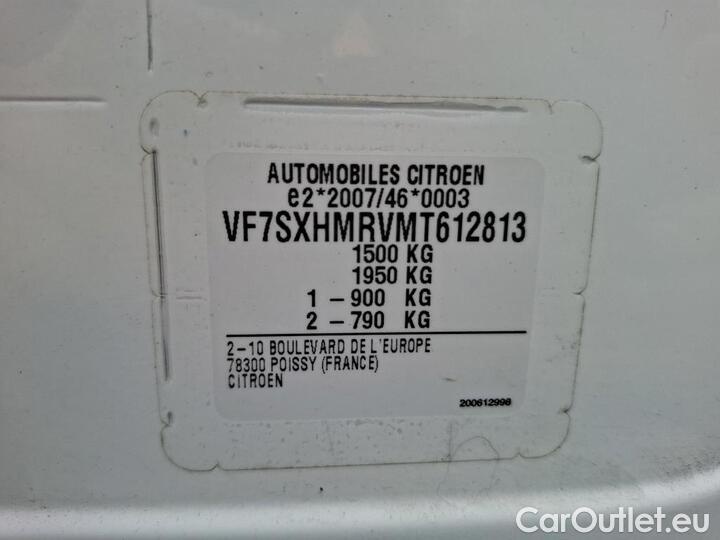 AUTOMOBILES CITROEN
e2*2007/46*0003
VF7SXHMRVMT612813
1500 KG
1950 KG
1 - 900 KG
2 - 790 KG
2-10 BOULEVARD DE L'EUROPE
78300 POISSY (FRANCE)
CITROEN
200612998
CarOutlet.eu